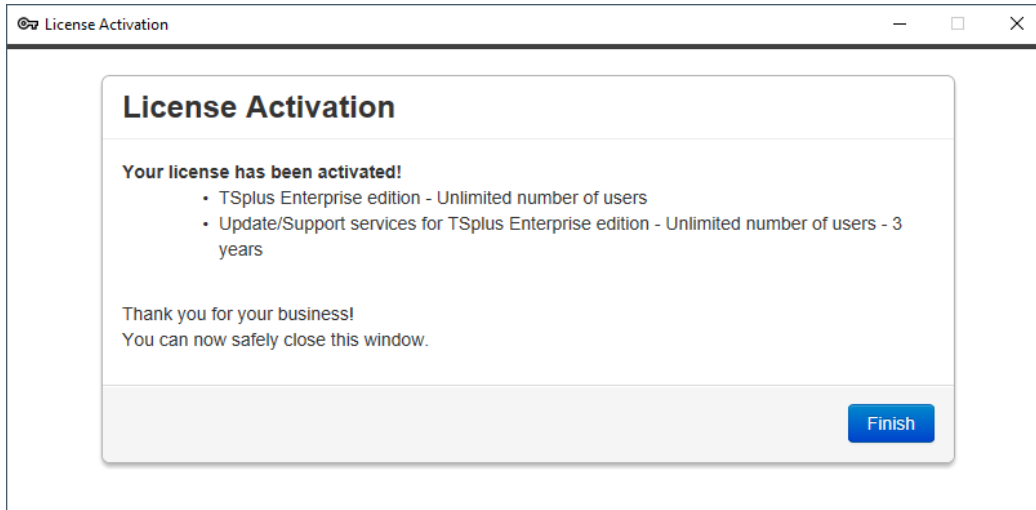 License Activation
License Activation
Your license has been activated!
• TSplus Enterprise edition - Unlimited number of users
• Update/Support services for TSplus Enterprise edition - Unlimited number of users - 3
years
Thank you for your business!
You can now safely close this window.
Finish